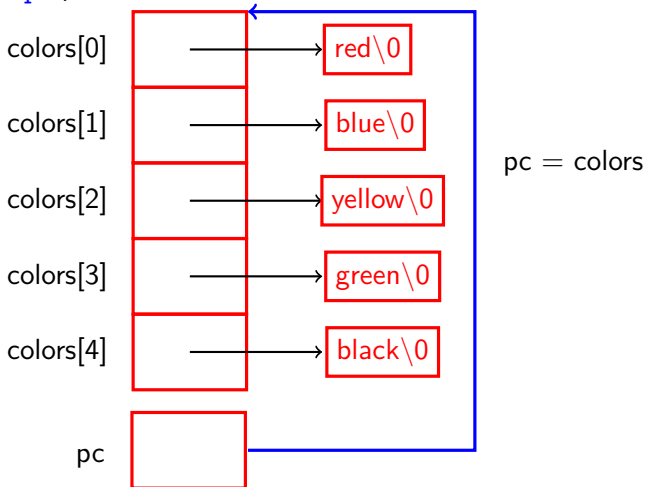 colors[0] red\0
colors[1] blue\0
pc = colors
colors[2] yellow\0
colors[3] green\0
colors[4] black\0
pc